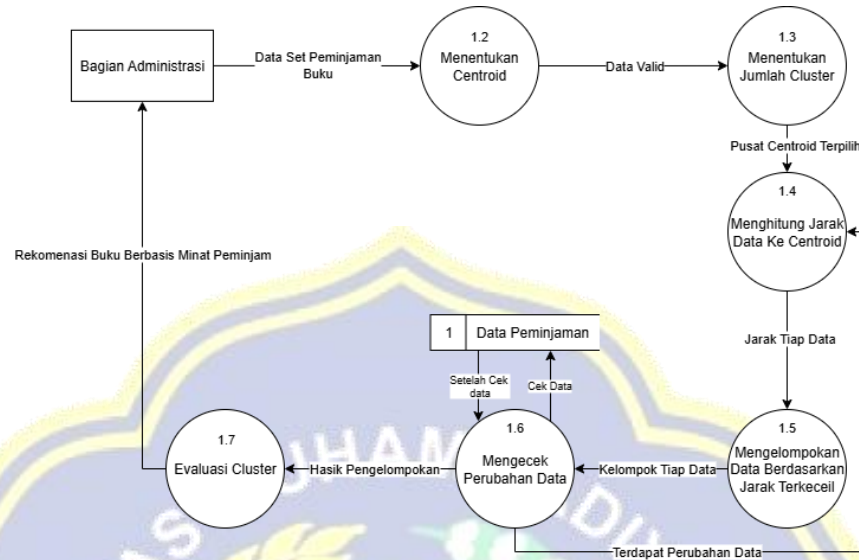 Bagian Administrasi
Data Set Peminjaman
Buku
1.2
Menentukan
Centroid
Data Valid
1.3
Menentukan
Jumlah Cluster
Pusat Centroid Terpilih
1.4
Menghitung Jarak
Data Ke Centroid
Rekomenasi Buku Berbasis Minat Peminjam
Jarak Tiap Data
1 Data Peminjaman
Setelah Cek
data
Cek Data
1.7
Evaluasi Cluster
Hasik Pengelompokan
1.6
Mengecek
Perubahan Data
Kelompok Tiap Data
1.5
Mengelompokan
Data Berdasarkan
Jarak Terkeceil
Terdapat Perubahan Data